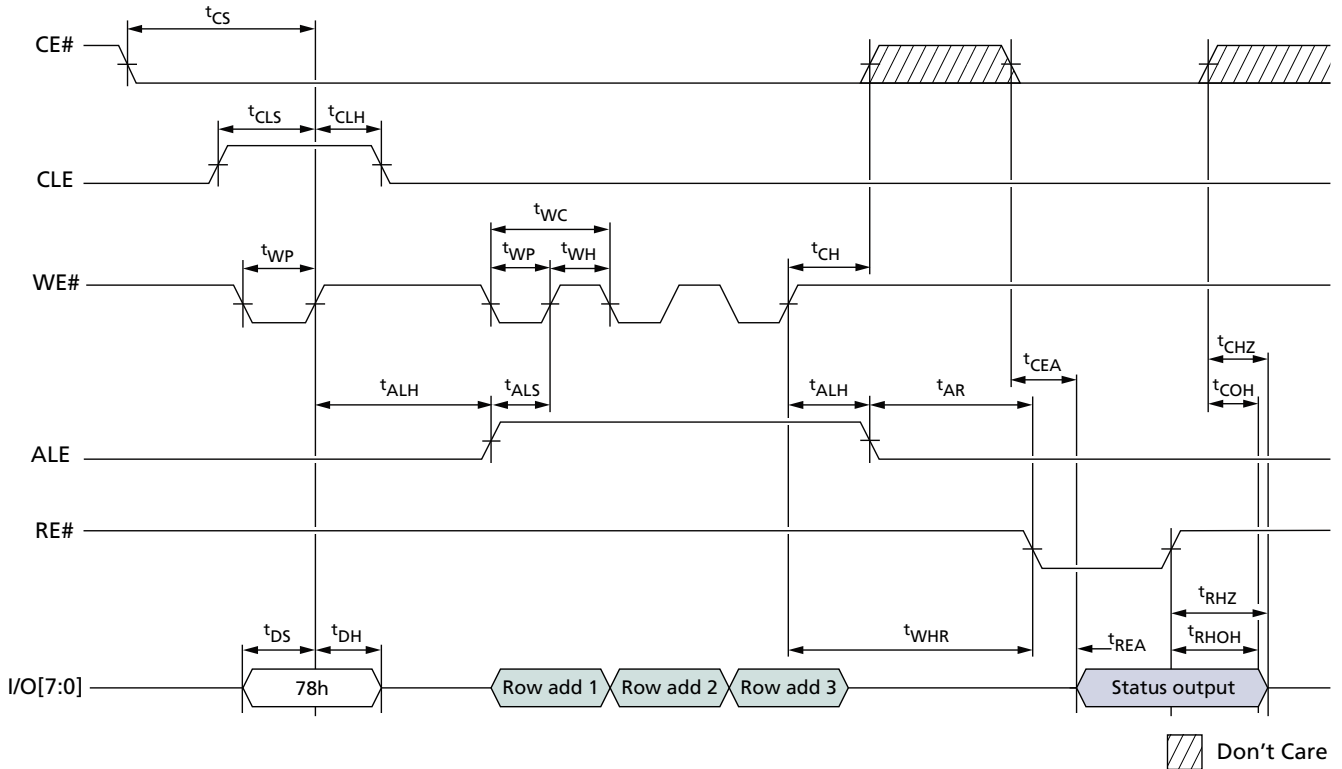 tCS
CE#
tCLS
tCLH
CLE
tWC
tWP
tWP
tWH
tCH
WE#
tCHZ
tCEA
tALH
tALS
tALH
tAR
tCOH
ALE
RE#
tRHZ
tDS
tDH
tWHR
tREA
tRHOH
I/O[7:0]
78h
Row add 1
Row add 2
Row add 3
Status output
Don't Care